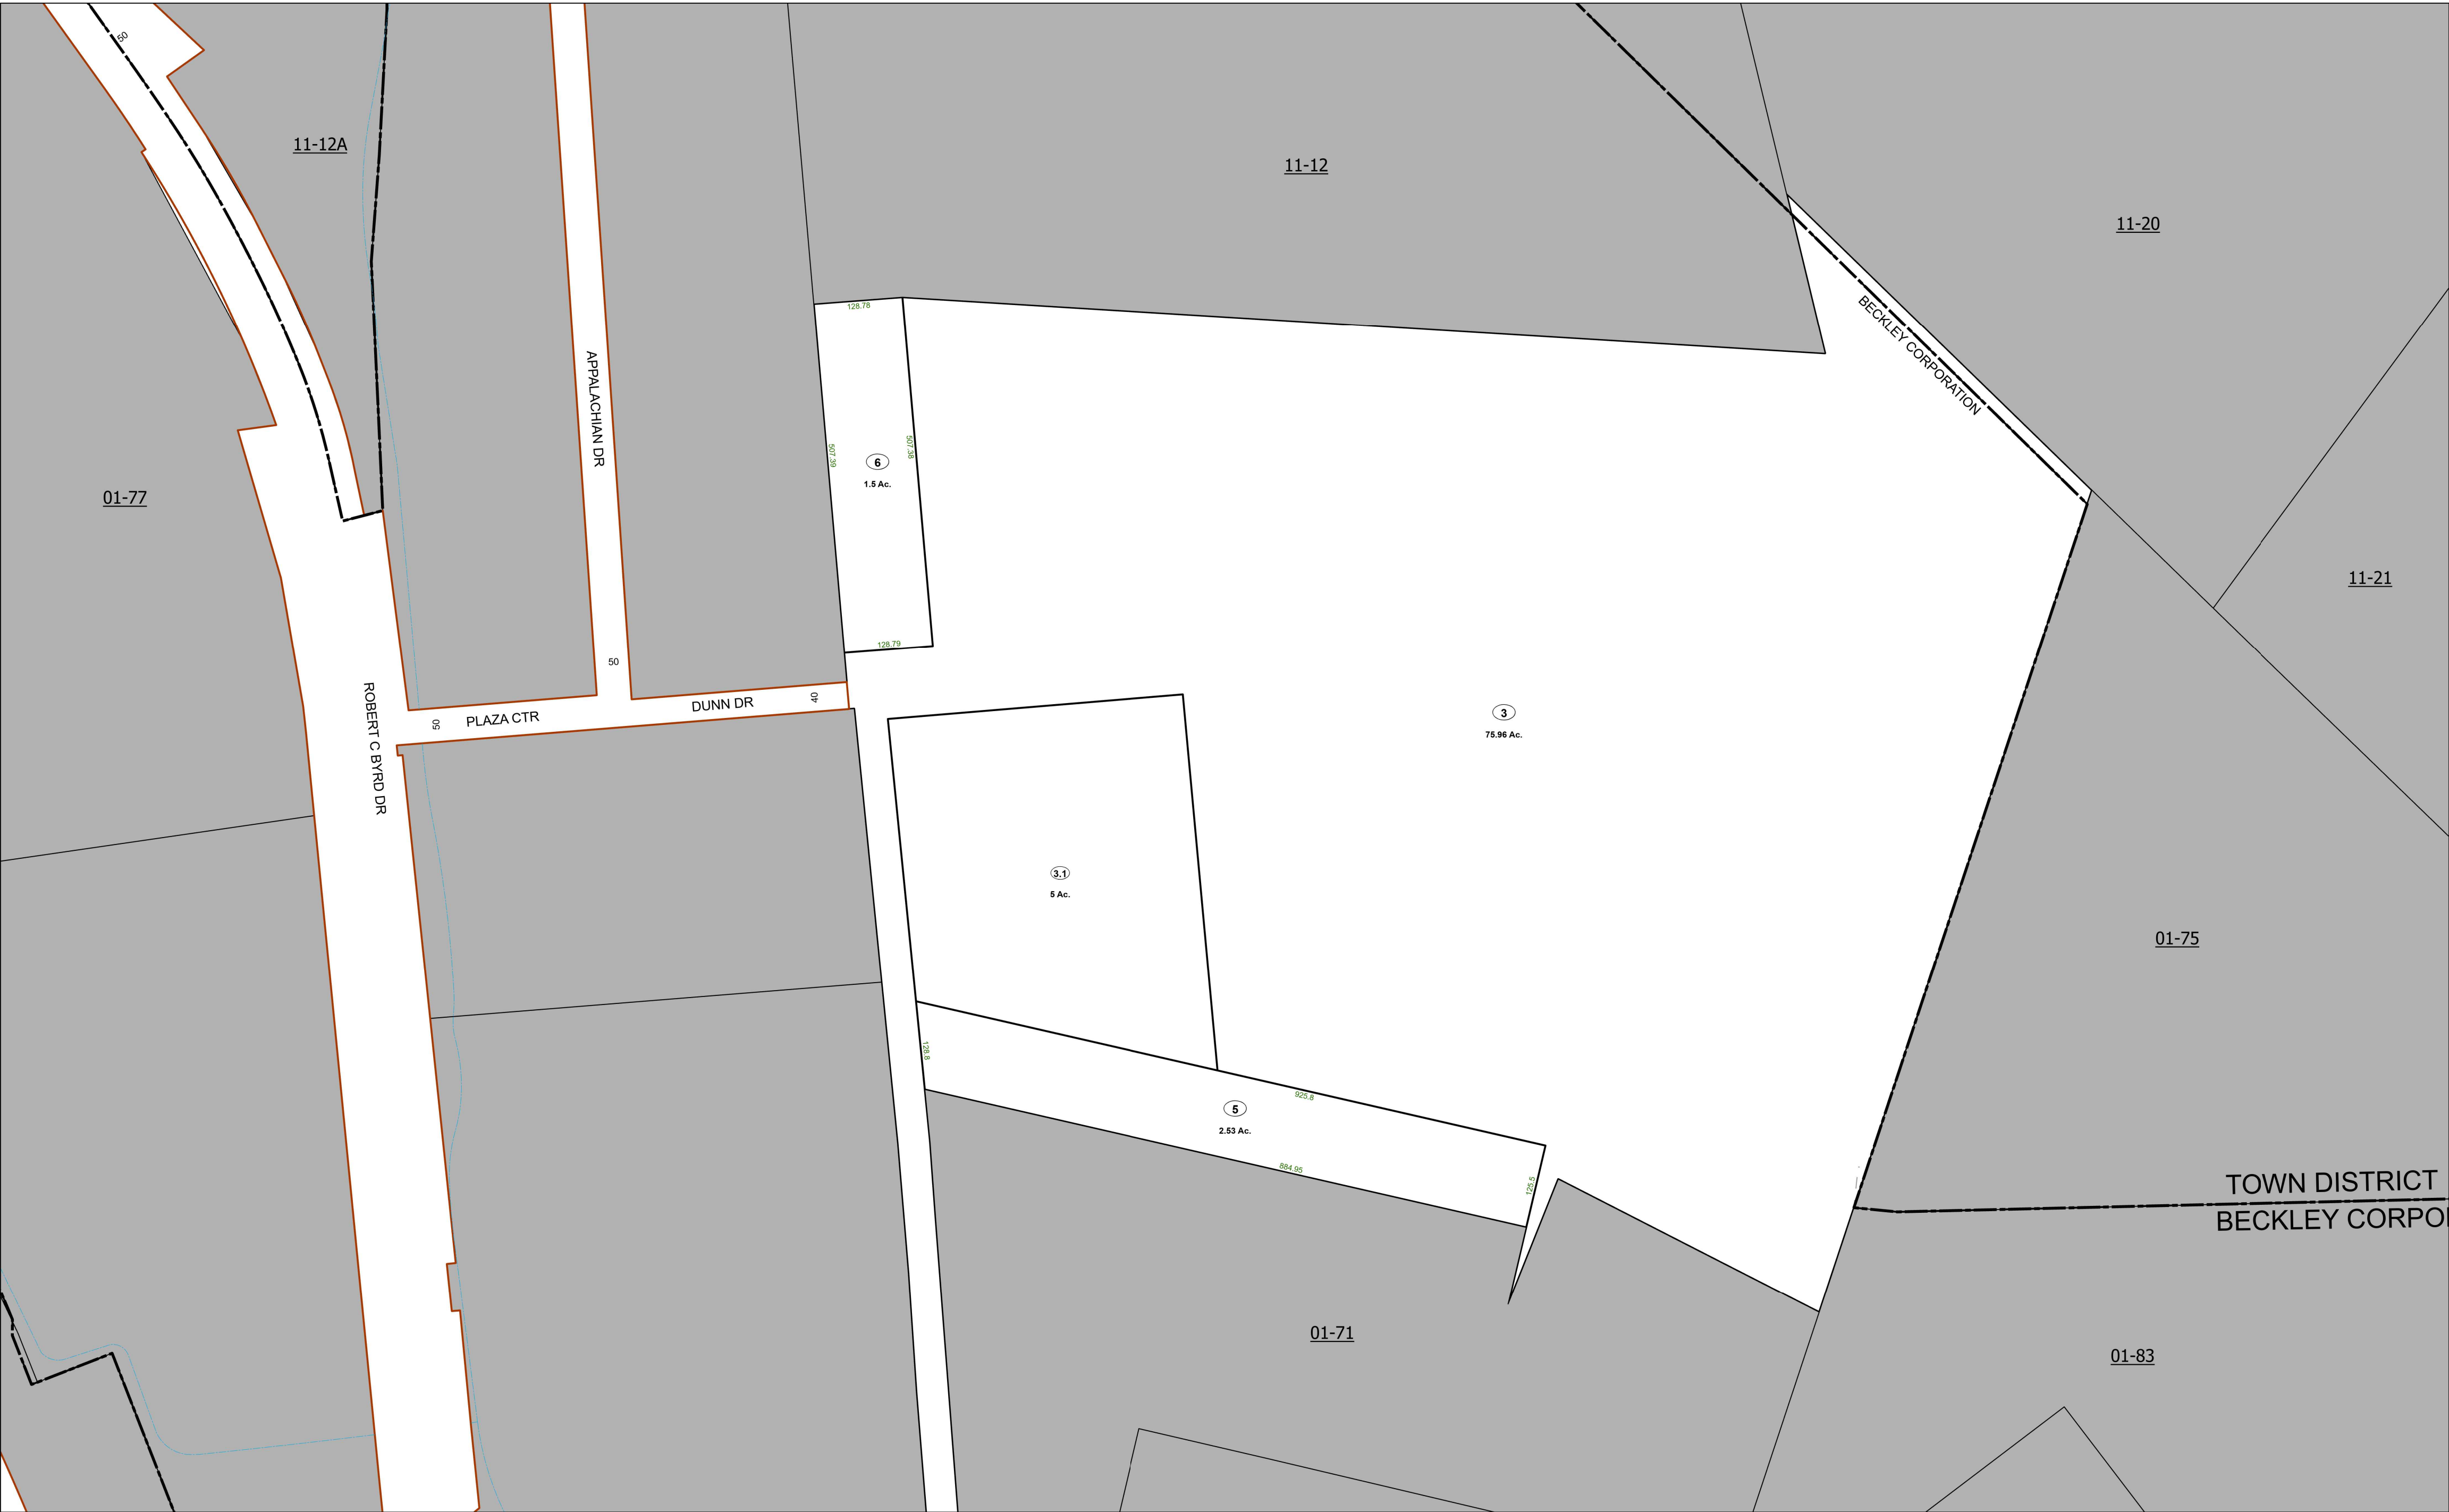 50
11-12A
11-12
11-20
BECKLEY CORPORATION
128.78
APPALACHIAN DR
507.39
507.38
6
1.5 Ac.
01-77
11-21
128.79
50
ROBERT C BYRD DR
50
PLAZA CTR
DUNN DR
40
3
75.96 Ac.
3.1
5 Ac.
01-75
128.8
925.8
5
2.53 Ac.
884.95
125.5
TOWN DISTRICT
BECKLEY CORPO
01-71
01-83